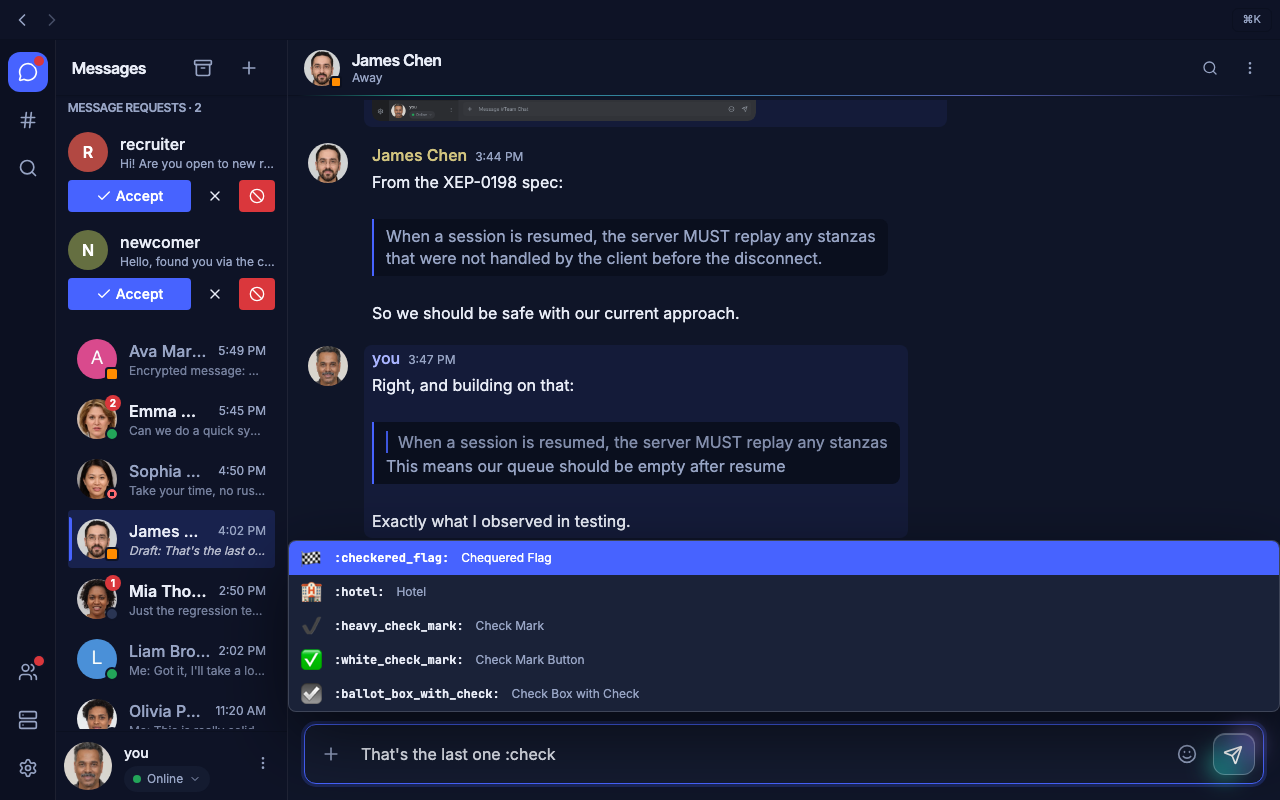 ⌘K
Messages
MESSAGE REQUESTS · 2
R
recruiter
Hi! Are you open to new r...
Accept
N
newcomer
Hello, found you via the c...
Accept
A
Ava Mar... 5:49 PM
Encrypted message: ...
2
Emma ... 5:45 PM
Can we do a quick sy...
Sophia ... 4:50 PM
Take your time, no rus...
James ... 4:02 PM
Draft: That's the last o...
1
Mia Tho... 2:50 PM
Just the regression te...
L
Liam Bro... 2:02 PM
Me: Got it, I'll take a lo...
Olivia P... 11:20 AM
you
Online
James Chen
Away
you
Online
Message #Team Chat
James Chen 3:44 PM
From the XEP-0198 spec:
When a session is resumed, the server MUST replay any stanzas
that were not handled by the client before the disconnect.
So we should be safe with our current approach.
you 3:47 PM
Right, and building on that:
When a session is resumed, the server MUST replay any stanzas
This means our queue should be empty after resume
Exactly what I observed in testing.
:checkered_flag: Chequered Flag
:hotel: Hotel
:heavy_check_mark: Check Mark
:white_check_mark: Check Mark Button
:ballot_box_with_check: Check Box with Check
That's the last one :check